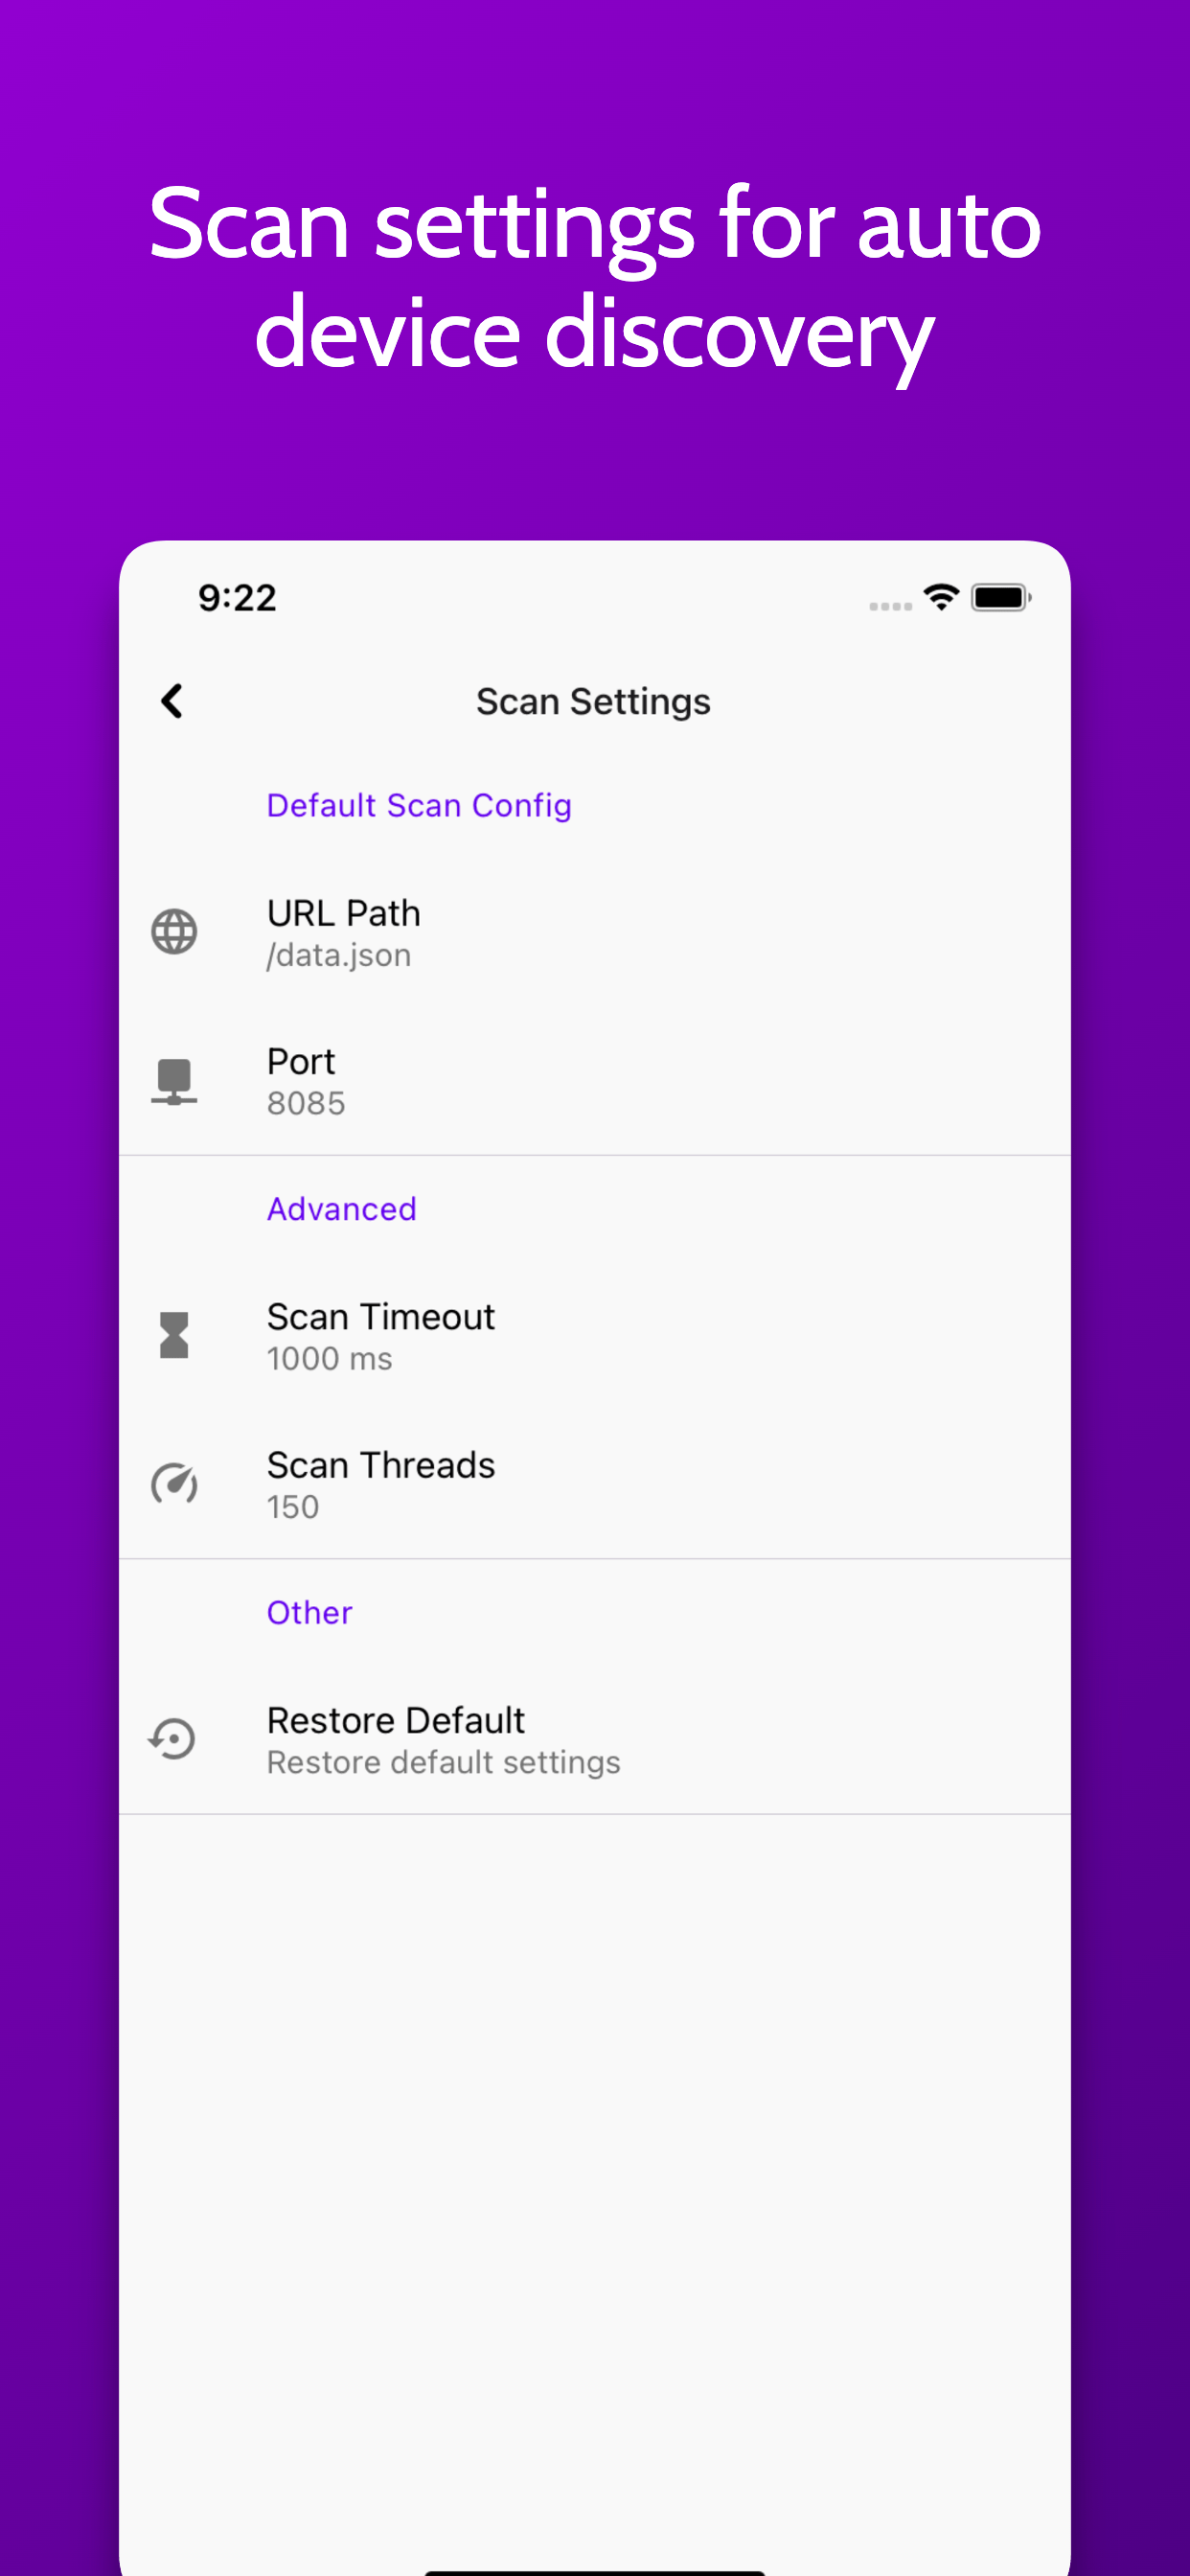 Scan settings for auto
device discovery
9:22
Scan Settings
Default Scan Config
URL Path
/data.json
Port
8085
Advanced
Scan Timeout
1000 ms
Scan Threads
150
Other
Restore Default
Restore default settings